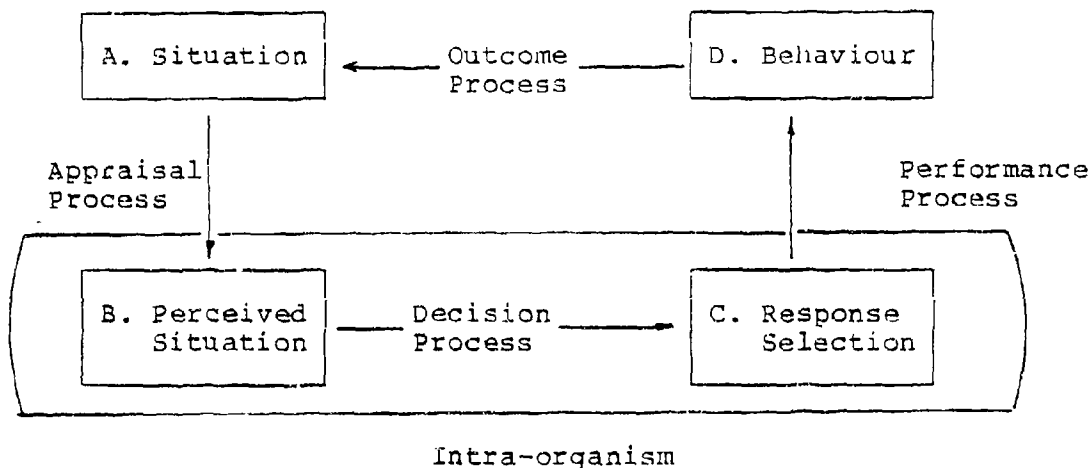 A. Situation
Outcome
Process
D. Behaviour
Appraisal
Process
Performance
Process
B. Perceived
Situation
Decision
Process
C. Response
Selection
Intra-organism